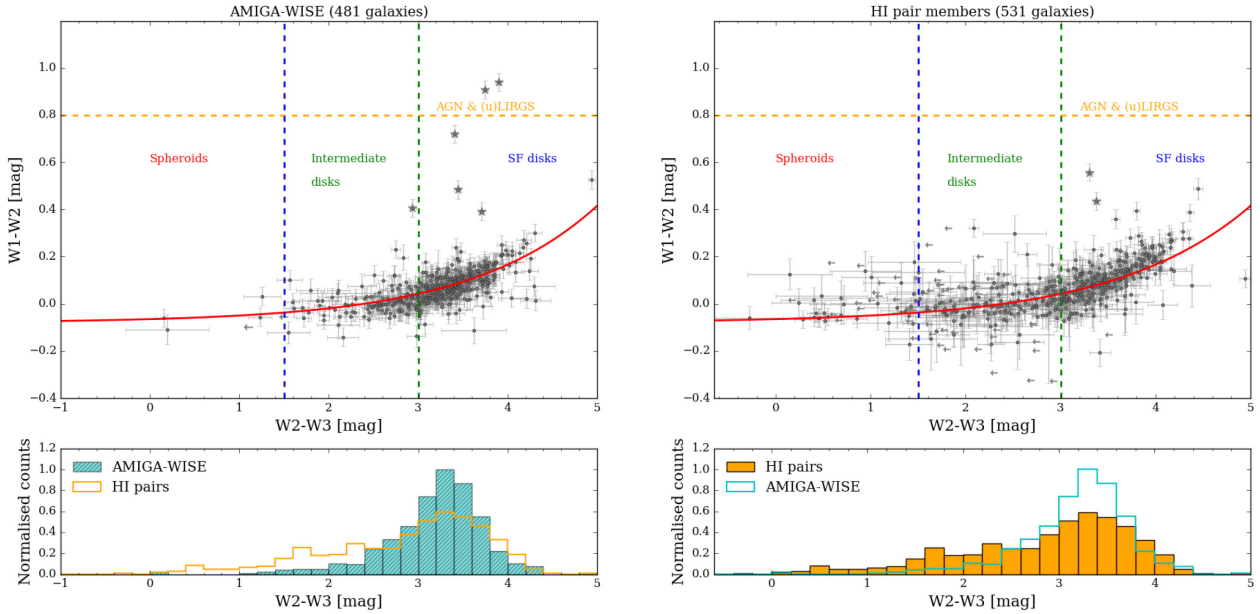 AMIGA-WISE (481 galaxies)
1.0
0.8
0.6
0.4
0.2
0.0
−0.2
−0.4
W1-W2 [mag]
AGN & (u)LIRGS
Spheroids
Intermediate
disks
SF disks
−1 0 1 2 3 4 5
W2-W3 [mag]
HI pair members (531 galaxies)
1.0
0.8
0.6
0.4
0.2
0.0
−0.2
−0.4
W1-W2 [mag]
AGN & (u)LIRGS
Spheroids
Intermediate
disks
SF disks
0 1 2 3 4 5
W2-W3 [mag]
1.2
1.0
0.8
0.6
0.4
0.2
0.0
Normalised counts
AMIGA-WISE
HI pairs
−1 0 1 2 3 4 5
W2-W3 [mag]
1.2
1.0
0.8
0.6
0.4
0.2
0.0
Normalised counts
HI pairs
AMIGA-WISE
0 1 2 3 4 5
W2-W3 [mag]